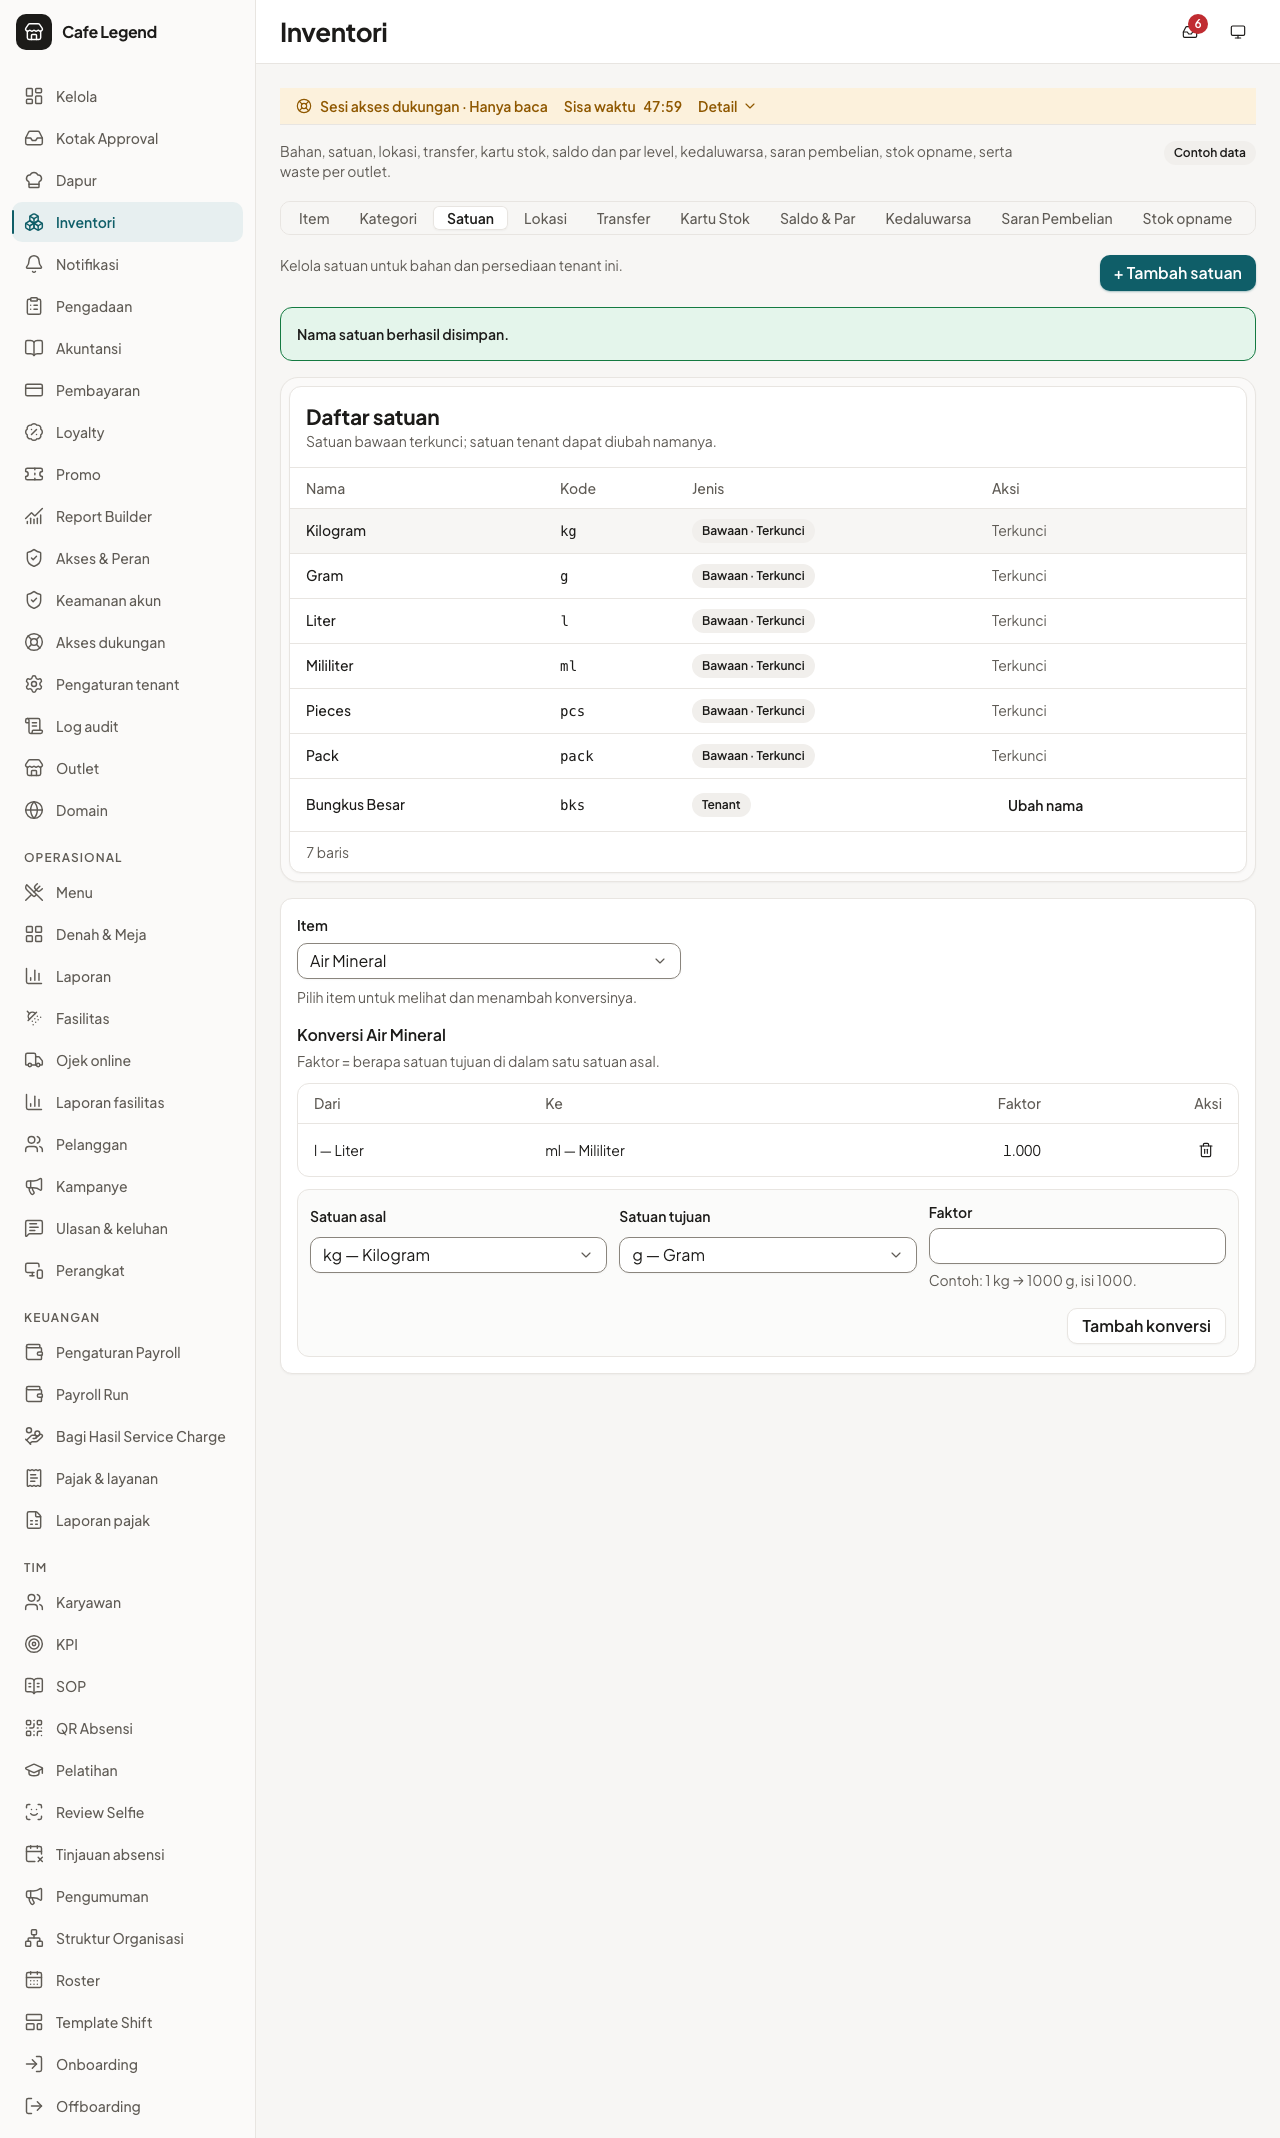 Cafe Legend
Kelola
Kotak Approval
Dapur
Inventori
Notifikasi
Pengadaan
Akuntansi
Pembayaran
Loyalty
Promo
Report Builder
Akses & Peran
Keamanan akun
Akses dukungan
Pengaturan tenant
Log audit
Outlet
Domain
OPERASIONAL
Menu
Denah & Meja
Laporan
Fasilitas
Ojek online
Laporan fasilitas
Pelanggan
Kampanye
Ulasan & keluhan
Perangkat
KEUANGAN
Pengaturan Payroll
Payroll Run
Bagi Hasil Service Charge
Pajak & layanan
Laporan pajak
TIM
Karyawan
KPI
SOP
QR Absensi
Pelatihan
Review Selfie
Tinjauan absensi
Pengumuman
Struktur Organisasi
Roster
Template Shift
Onboarding
Offboarding
Inventori
6
Sesi akses dukungan · Hanya baca Sisa waktu 47:59 Detail
Bahan, satuan, lokasi, transfer, kartu stok, saldo dan par level, kedaluwarsa, saran pembelian, stok opname, serta
waste per outlet.
Contoh data
Item Kategori Satuan Lokasi Transfer Kartu Stok Saldo & Par Kedaluwarsa Saran Pembelian Stok opname
Kelola satuan untuk bahan dan persediaan tenant ini.
+ Tambah satuan
Nama satuan berhasil disimpan.
Daftar satuan
Satuan bawaan terkunci; satuan tenant dapat diubah namanya.
Nama Kode Jenis Aksi
Kilogram kg Bawaan · Terkunci Terkunci
Gram g Bawaan · Terkunci Terkunci
Liter l Bawaan · Terkunci Terkunci
Mililiter ml Bawaan · Terkunci Terkunci
Pieces pcs Bawaan · Terkunci Terkunci
Pack pack Bawaan · Terkunci Terkunci
Bungkus Besar bks Tenant Ubah nama
7 baris
Item
Air Mineral
Pilih item untuk melihat dan menambah konversinya.
Konversi Air Mineral
Faktor = berapa satuan tujuan di dalam satu satuan asal.
Dari Ke Faktor Aksi
l — Liter ml — Mililiter 1.000
Satuan asal Satuan tujuan Faktor
kg — Kilogram g — Gram
Contoh: 1 kg → 1000 g, isi 1000.
Tambah konversi